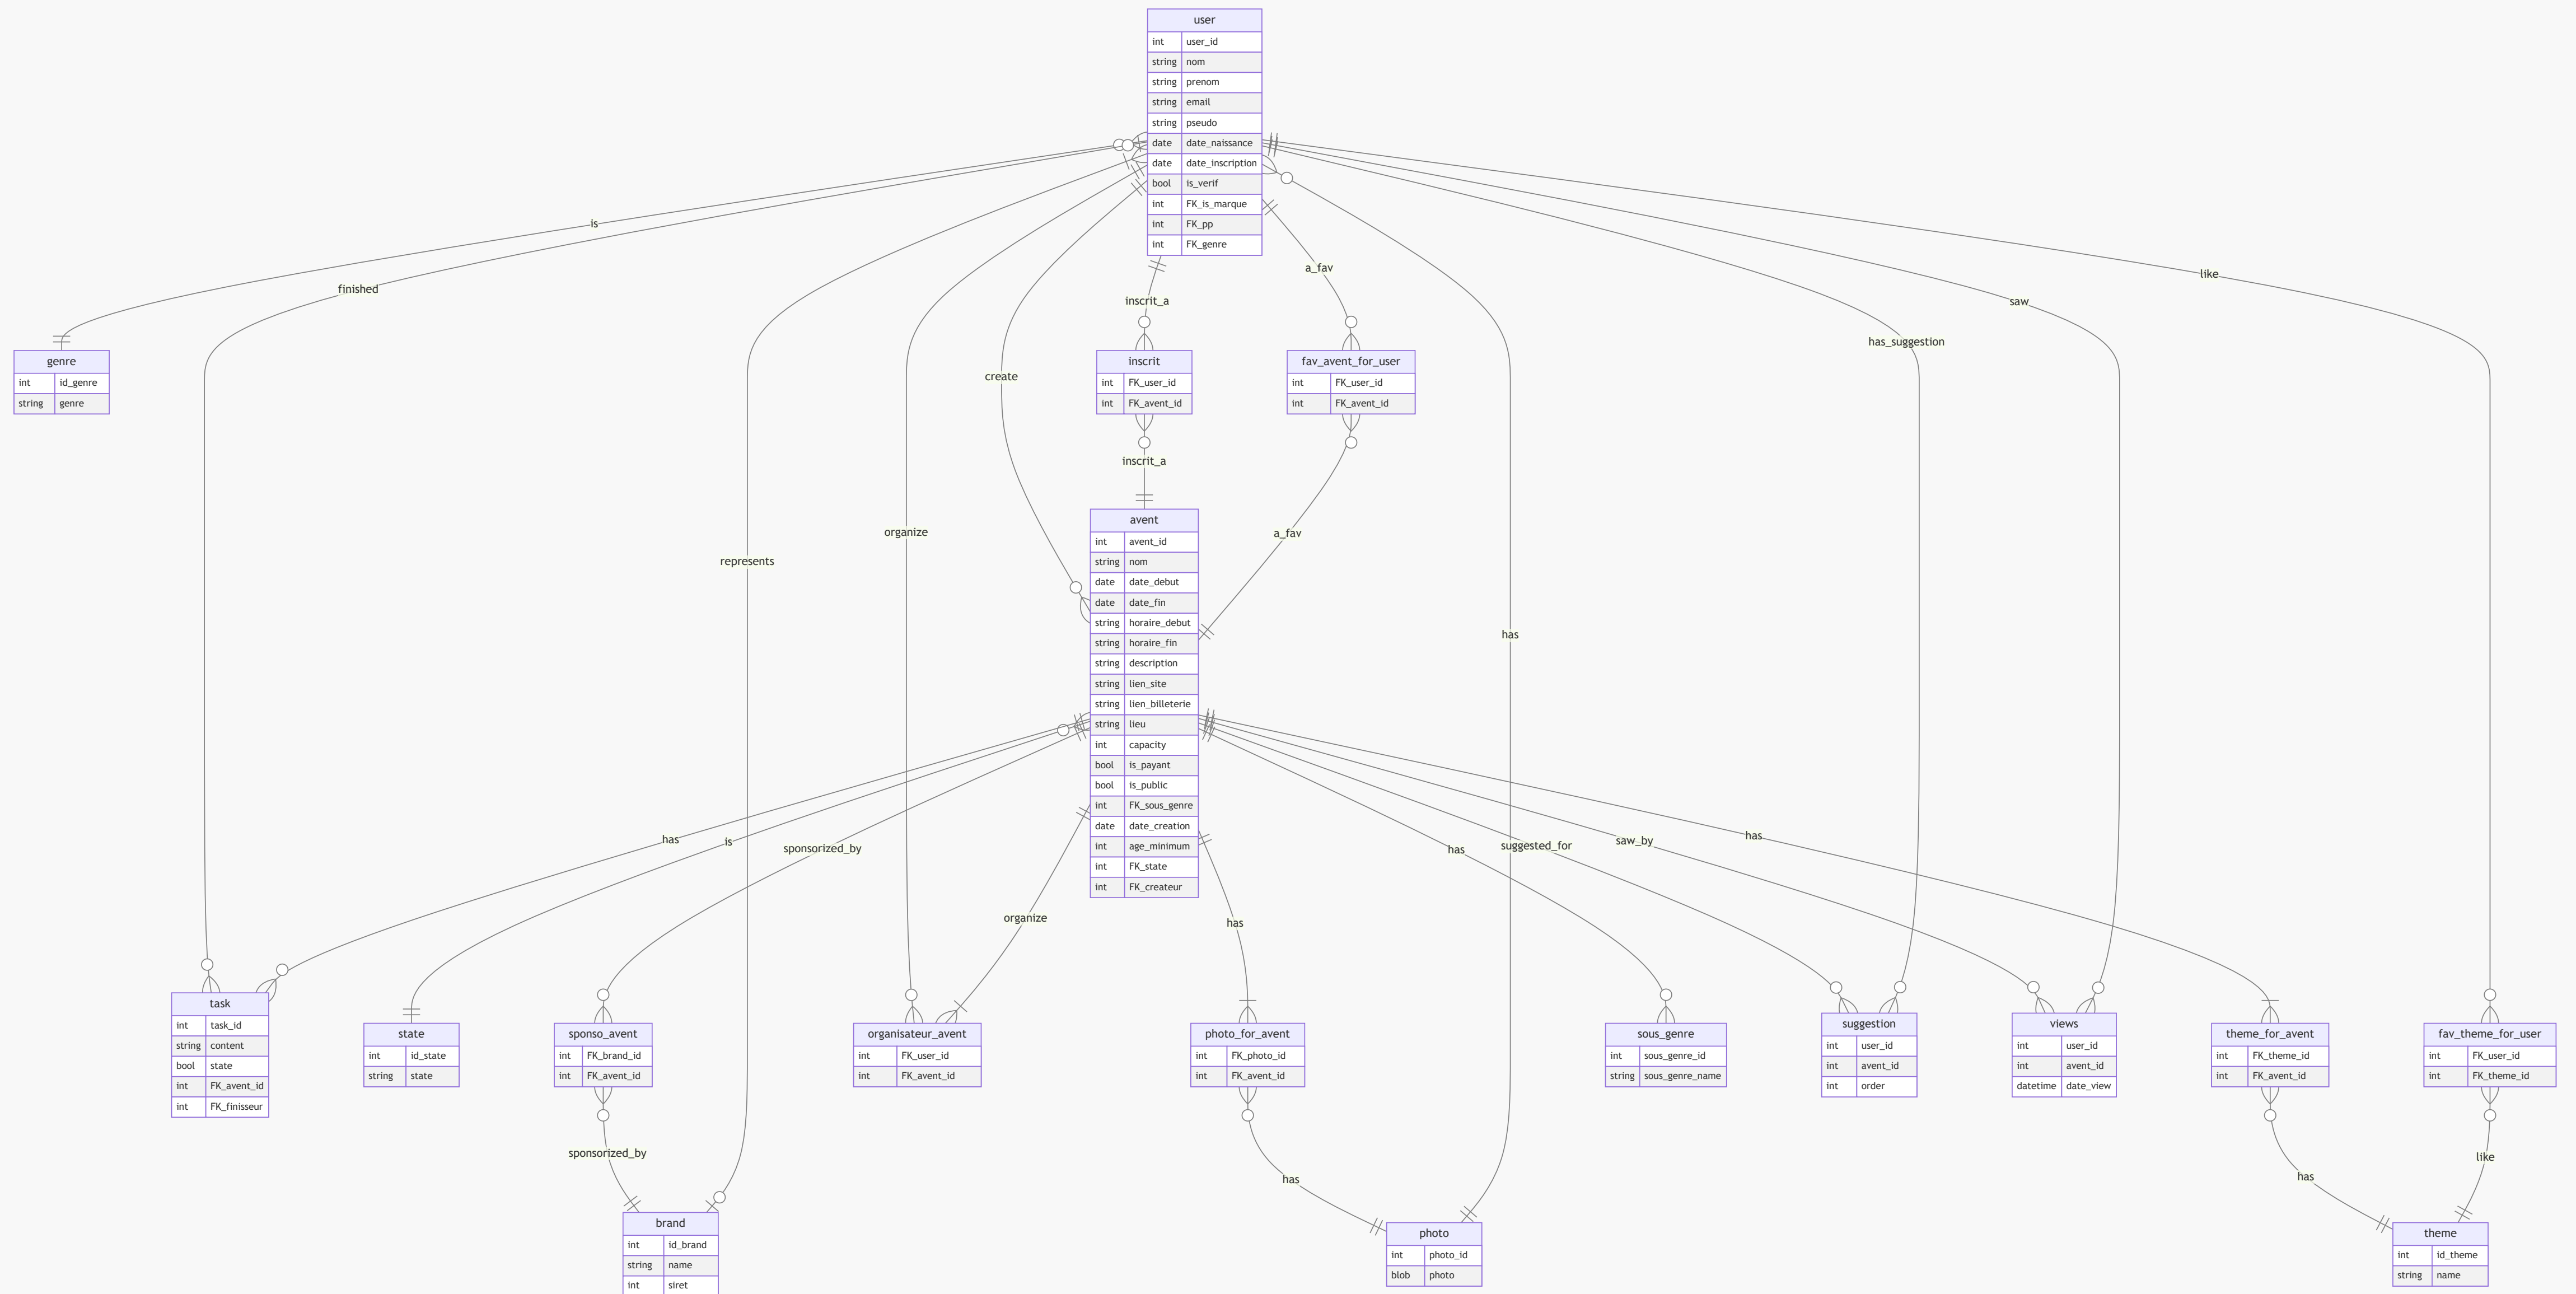 user
int user_id
string nom
string prenom
string email
string pseudo
date date_naissance
date date_inscription
bool is_verif
int FK_is_marque
int FK_pp
int FK_genre
is
finished
represents
organize
create
inscrit_a
a_fav
has
has_suggestion
saw
like
genre
int id_genre
string genre
inscrit
int FK_user_id
int FK_avent_id
fav_avent_for_user
int FK_user_id
int FK_avent_id
inscrit_a
a_fav
avent
int avent_id
string nom
date date_debut
date date_fin
string horaire_debut
string horaire_fin
string description
string lien_site
string lien_billeterie
string lieu
int capacity
bool is_payant
bool is_public
int FK_sous_genre
date date_creation
int age_minimum
int FK_state
int FK_createur
has
is
sponsorized_by
organize
has
has
suggested_for
saw_by
has
task
int task_id
string content
bool state
int FK_avent_id
int FK_finisseur
state
int id_state
string state
sponso_avent
int FK_brand_id
int FK_avent_id
organisateur_avent
int FK_user_id
int FK_avent_id
photo_for_avent
int FK_photo_id
int FK_avent_id
sous_genre
int sous_genre_id
string sous_genre_name
suggestion
int user_id
int avent_id
int order
views
int user_id
int avent_id
datetime date_view
theme_for_avent
int FK_theme_id
int FK_avent_id
fav_theme_for_user
int FK_user_id
int FK_theme_id
sponsorized_by
has
has
like
brand
int id_brand
string name
int siret
photo
int photo_id
blob photo
theme
int id_theme
string name